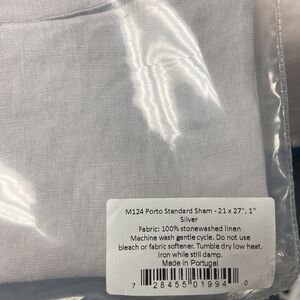 M124 Porto Standard Sham - 21 x 27", 1"
Silver
Fabric: 100% stonewashed linen
Machine wash gentle cycle. Do not use
bleach or fabric softener. Tumble dry low heat.
Iron while still damp.
Made in Portugal
7 28455 01994 0